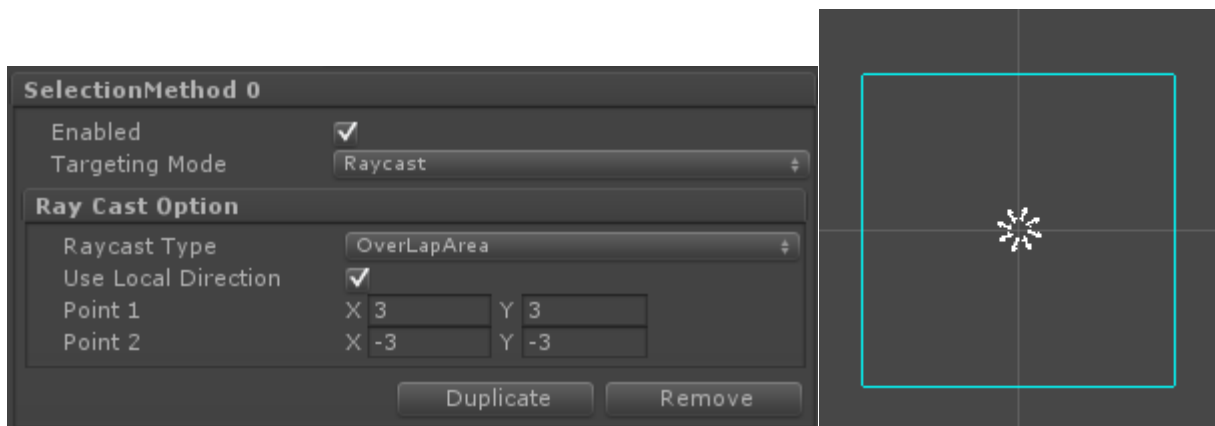 SelectionMethod 0
Enabled
Targeting Mode Raycast
Ray Cast Option
Raycast Type OverLapArea
Use Local Direction
Point 1 X 3 Y 3
Point 2 X -3 Y -3
Duplicate Remove